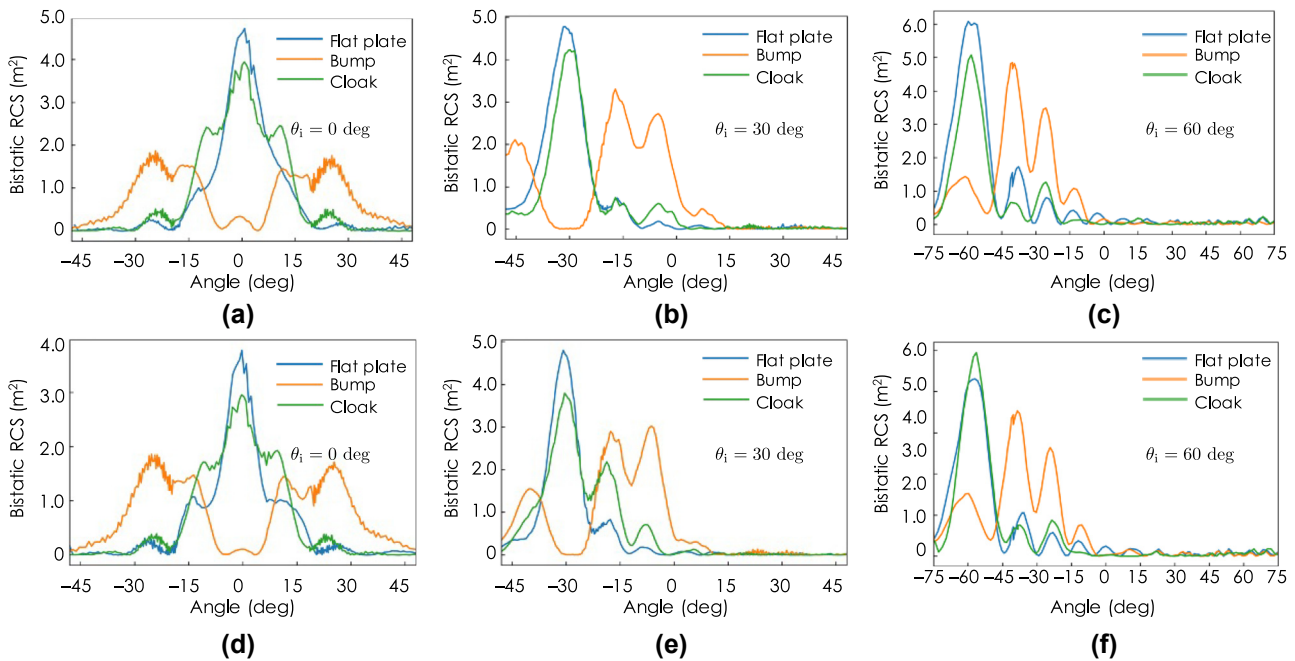 Bistatic RCS (m²)
5.0
4.0
3.0
2.0
1.0
0
Flat plate
Bump
Cloak
θi = 0 deg
−45 −30 −15 0 15 30 45
Angle (deg)
(a)
Bistatic RCS (m²)
5.0
4.0
3.0
2.0
1.0
0
Flat plate
Bump
Cloak
θi = 30 deg
−45 −30 −15 0 15 30 45
Angle (deg)
(b)
Bistatic RCS (m²)
6.0
5.0
4.0
3.0
2.0
1.0
0
Flat plate
Bump
Cloak
θi = 60 deg
−75 −60 −45 −30 −15 0 15 30 45 60 75
Angle (deg)
(c)
Bistatic RCS (m²)
4.0
3.0
2.0
1.0
0
Flat plate
Bump
Cloak
θi = 0 deg
−45 −30 −15 0 15 30 45
Angle (deg)
(d)
Bistatic RCS (m²)
5.0
4.0
3.0
2.0
1.0
0
Flat plate
Bump
Cloak
θi = 30 deg
−45 −30 −15 0 15 30 45
Angle (deg)
(e)
Bistatic RCS (m²)
6.0
5.0
4.0
3.0
2.0
1.0
0
Flat plate
Bump
Cloak
θi = 60 deg
−75 −60 −45 −30 −15 0 15 30 45 60 75
Angle (deg)
(f)